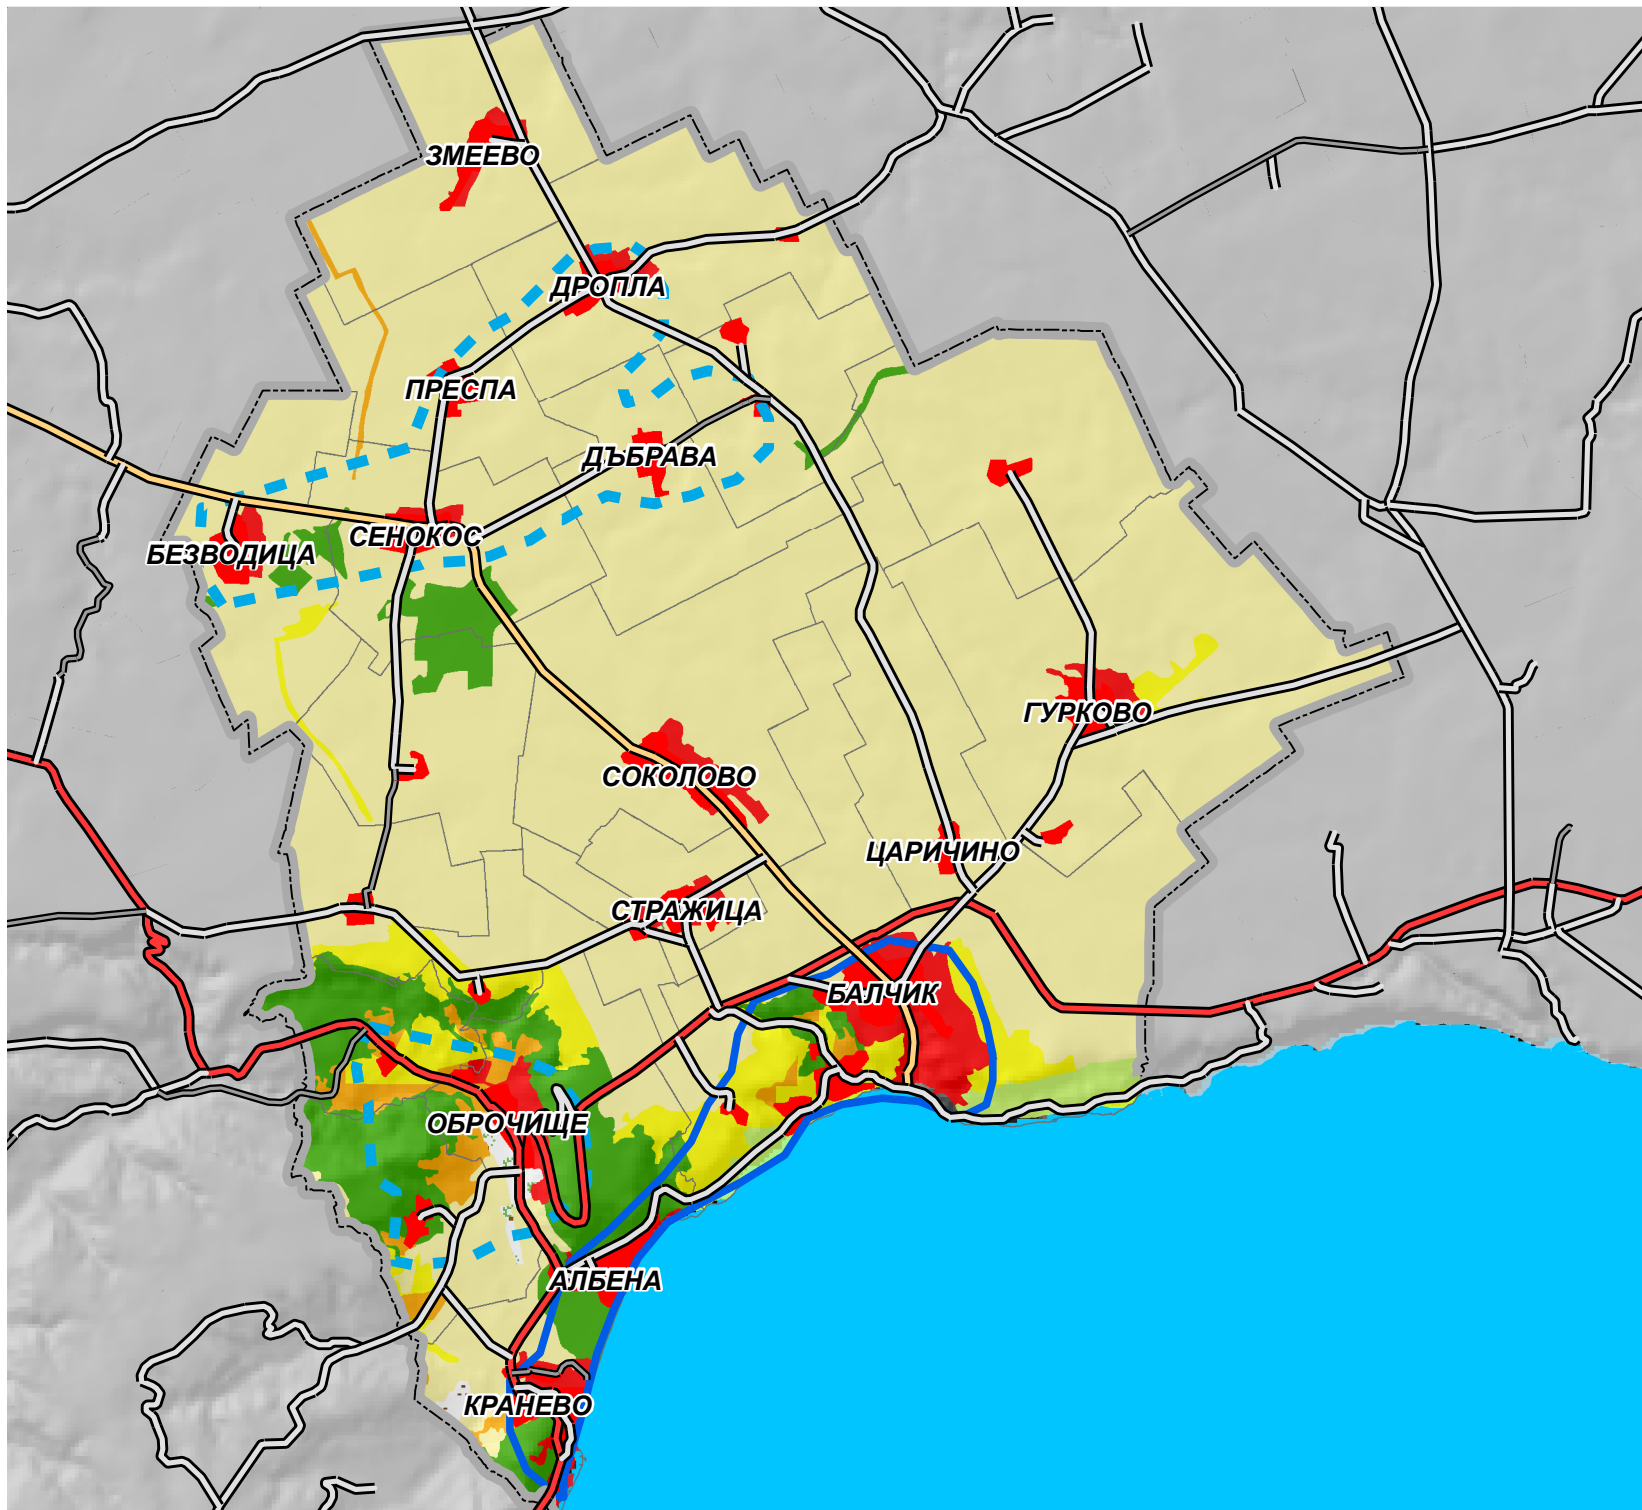 ЗМЕЕВО
ДРОПЛА
ПРЕСПА
ДЪБРАВА
СЕНОКОС
БЕЗВОДИЦА
ГУРКОВО
СОКОЛОВО
ЦАРИЧИНО
СТРАЖИЦА
БАЛЧИК
ОБРОЧИЩЕ
АЛБЕНА
КРАНЕВО